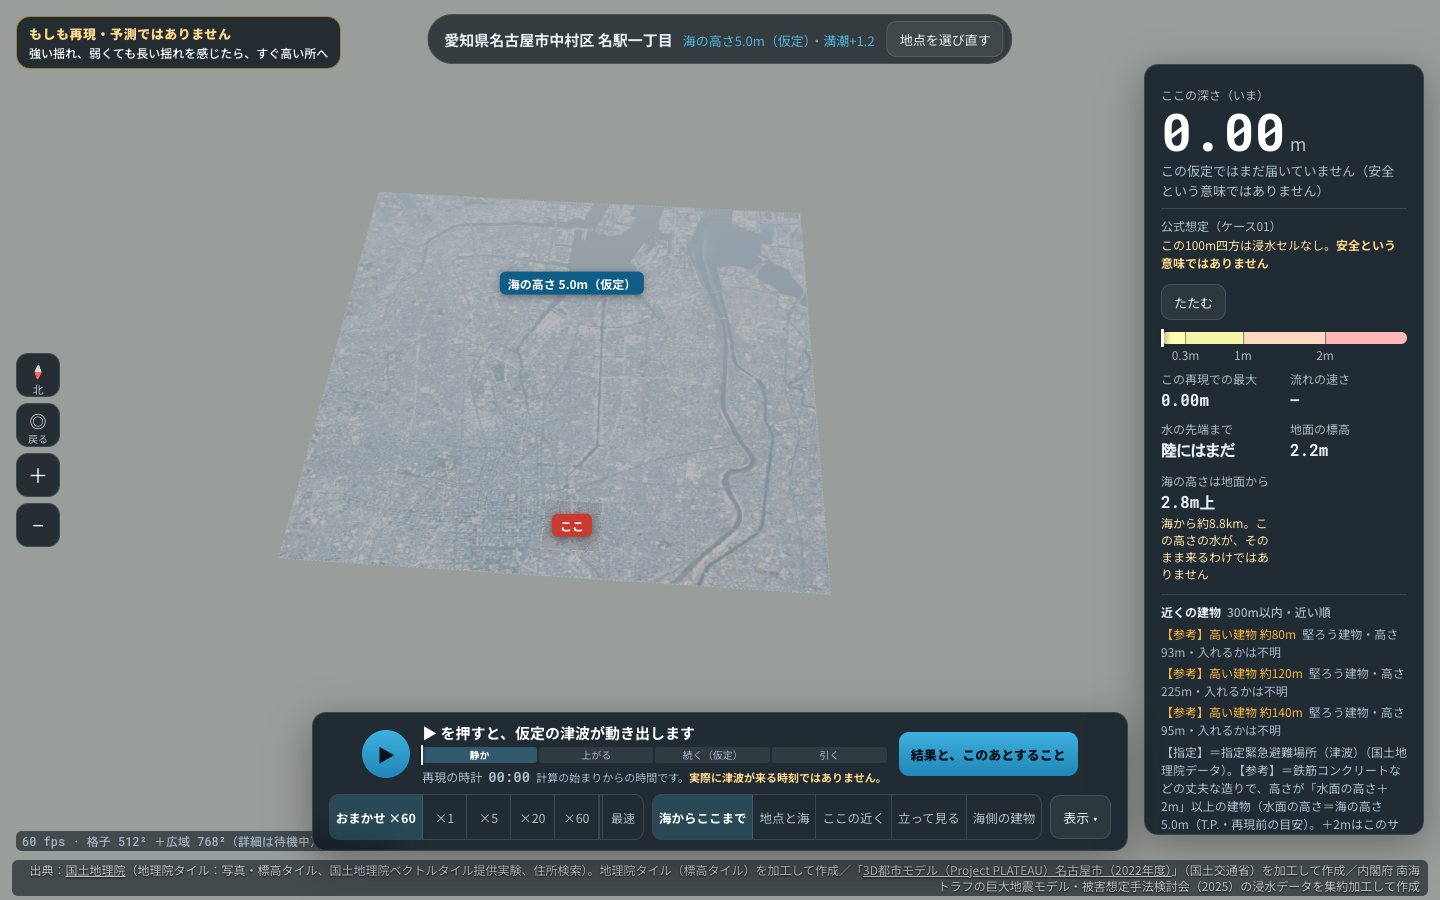 もしも再現・予測ではありません
強い揺れ、弱くても長い揺れを感じたら、すぐ高い所へ
愛知県名古屋市中村区 名駅一丁目 海の高さ5.0m（仮定）・満潮+1.2 地点を選び直す
ここの深さ（いま）
0.00 m
この仮定ではまだ届いていません（安全
という意味ではありません）
公式想定（ケース01）
この100m四方は浸水セルなし。安全という
意味ではありません
たたむ
0.3m 1m 2m
この再現での最大 流れの速さ
0.00m —
水の先端まで 地面の標高
陸にはまだ 2.2m
海の高さは地面から
2.8m上
海から約8.8km。こ
の高さの水が、その
まま来るわけではあ
りません
近くの建物 300m以内・近い順
【参考】高い建物 約80m 堅ろう建物・高さ
93m・入れるかは不明
【参考】高い建物 約120m 堅ろう建物・高さ
225m・入れるかは不明
【参考】高い建物 約140m 堅ろう建物・高さ
95m・入れるかは不明
【指定】＝指定緊急避難場所（津波）（国土地
理院データ）。【参考】＝鉄筋コンクリートな
どの丈夫な造りで、高さが「水面の高さ＋
2m」以上の建物（水面の高さ＝海の高さ
5.0m（T.P.・再現前の目安）。＋2mはこのサ
海の高さ 5.0m（仮定）
ここ
北
◎
戻る
＋
−
▶ を押すと、仮定の津波が動き出します
静か 上がる 続く（仮定） 引く
再現の時計 00:00 計算の始まりからの時間です。実際に津波が来る時刻ではありません。
結果と、このあとすること
おまかせ ×60 ×1 ×5 ×20 ×60 最速 海からここまで 地点と海 ここの近く 立って見る 海側の建物 表示 ▾
60 fps · 格子 512² ＋広域 768²（詳細は待機中）
出典：国土地理院（地理院タイル：写真・標高タイル、国土地理院ベクトルタイル提供実験、住所検索）。地理院タイル（標高タイル）を加工して作成／「3D都市モデル（Project PLATEAU）名古屋市（2022年度）」（国土交通省）を加工して作成／内閣府 南海
トラフの巨大地震モデル・被害想定手法検討会（2025）の浸水データを集約加工して作成